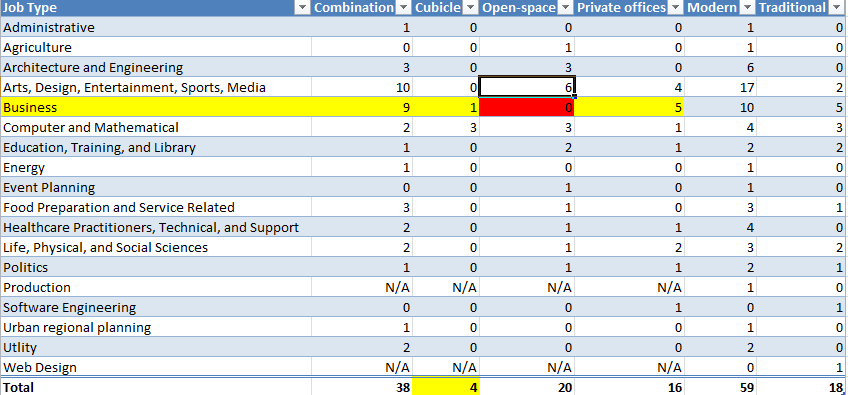 Job Type Combination Cubicle Open-space Private offices Modern Traditional
Administrative 1 0 0 0 1 0
Agriculture 0 0 1 0 1 0
Architecture and Engineering 3 0 3 0 6 0
Arts, Design, Entertainment, Sports, Media 10 0 6 4 17 2
Business 9 1 0 5 10 5
Computer and Mathematical 2 3 3 1 4 3
Education, Training, and Library 1 0 2 1 2 2
Energy 1 0 0 0 1 0
Event Planning 0 0 1 0 1 0
Food Preparation and Service Related 3 0 1 0 3 1
Healthcare Practitioners, Technical, and Support 2 0 1 1 4 0
Life, Physical, and Social Sciences 2 0 1 2 3 2
Politics 1 0 1 1 2 1
Production N/A N/A N/A N/A 1 0
Software Engineering 0 0 0 1 0 1
Urban regional planning 1 0 0 0 1 0
Utlity 2 0 0 0 2 0
Web Design N/A N/A N/A N/A 0 1
Total 38 4 20 16 59 18